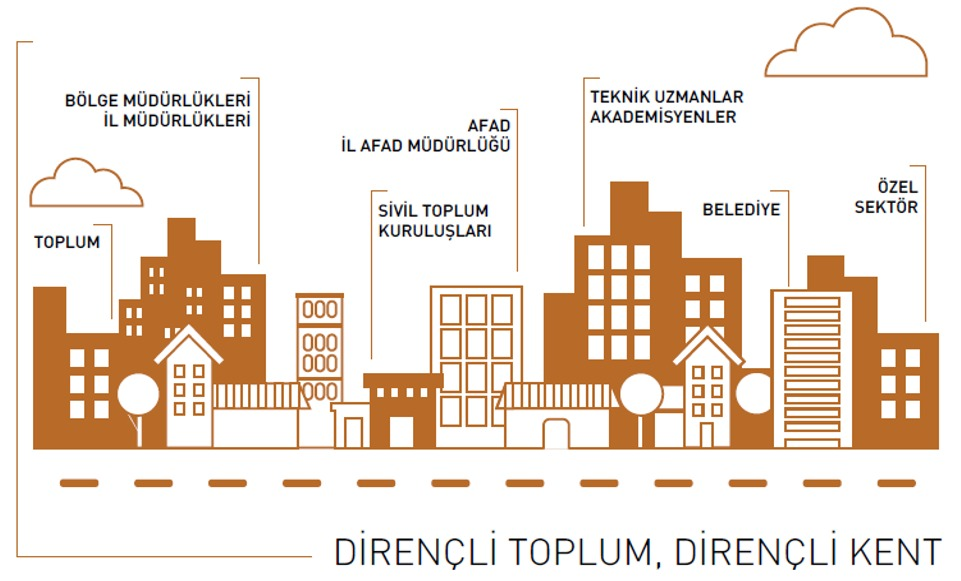 BÖLGE MÜDÜRLÜKLERİ
İL MÜDÜRLÜKLERİ
TOPLUM
AFAD
İL AFAD MÜDÜRLÜĞÜ
SİVİL TOPLUM
KURULUŞLARI
TEKNİK UZMANLAR
AKADEMİSYENLER
BELEDİYE
ÖZEL
SEKTÖR
DİRENÇLİ TOPLUM, DİRENÇLİ KENT